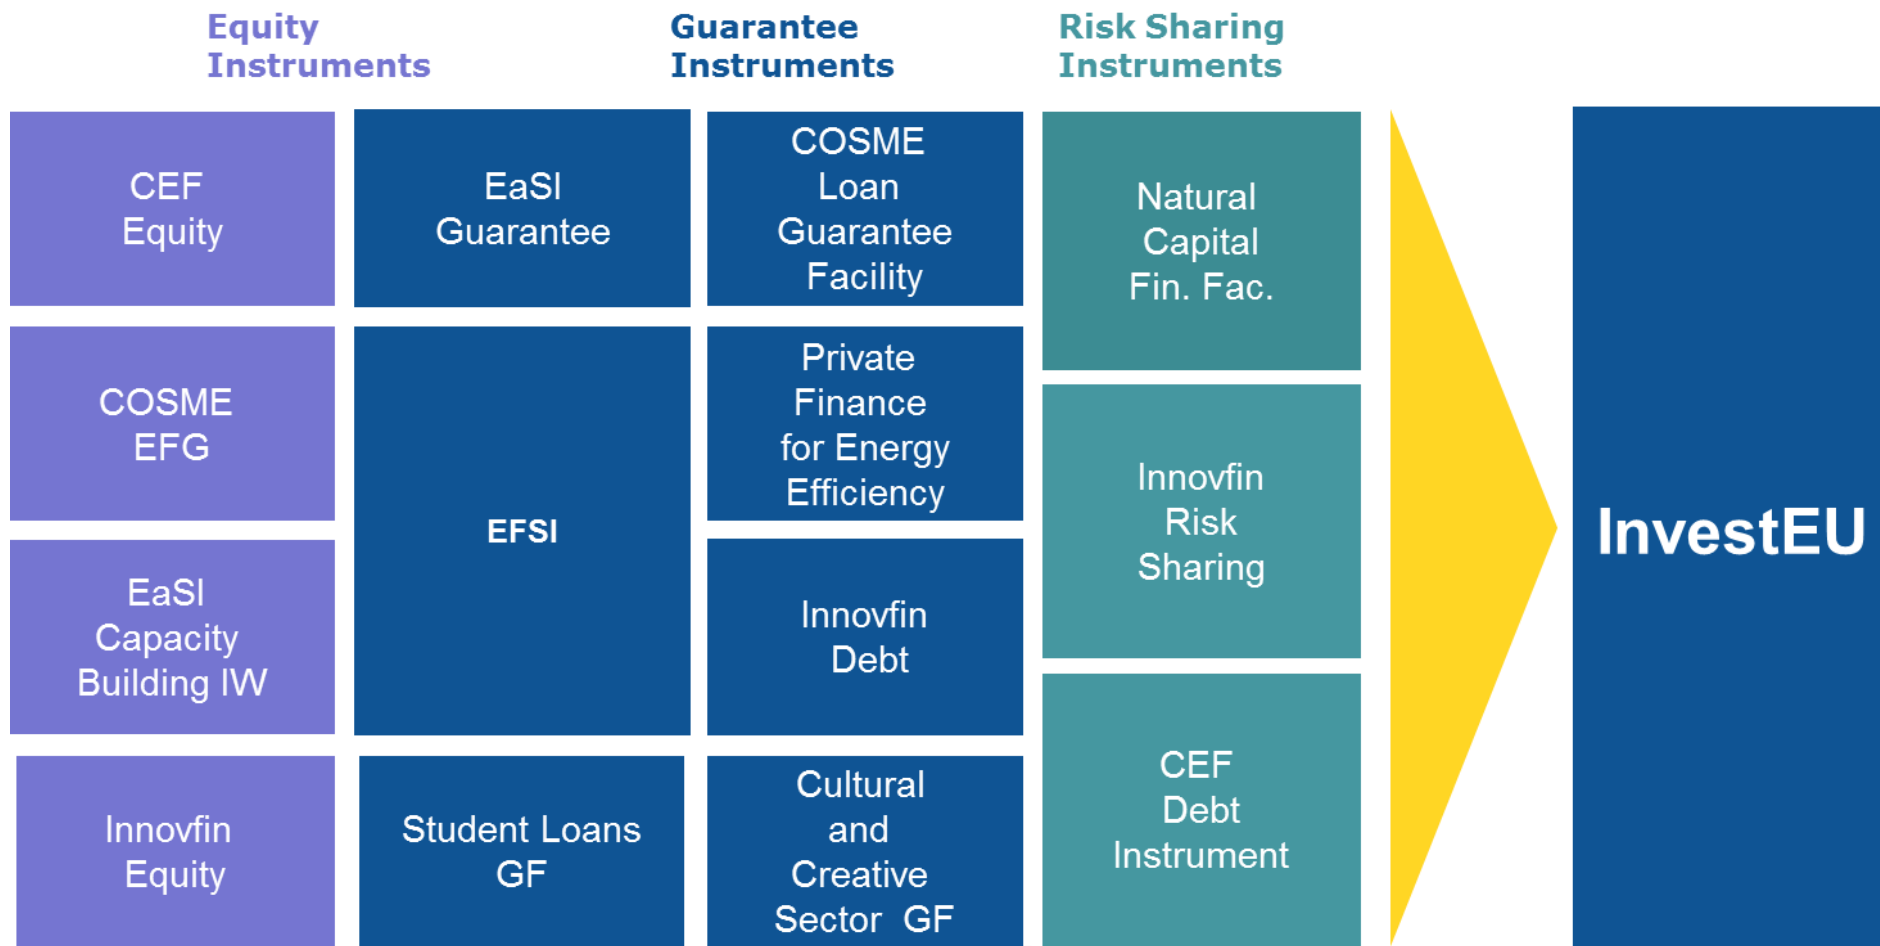 Equity
Instruments
Guarantee
Instruments
Risk Sharing
Instruments
CEF
Equity
COSME
EFG
EaSI
Capacity
Building IW
Innovfin
Equity
EaSI
Guarantee
EFSI
Student Loans
GF
COSME
Loan
Guarantee
Facility
Private
Finance
for Energy
Efficiency
Innovfin
Debt
Cultural
and
Creative
Sector GF
Natural
Capital
Fin. Fac.
Innovfin
Risk
Sharing
CEF
Debt
Instrument
InvestEU